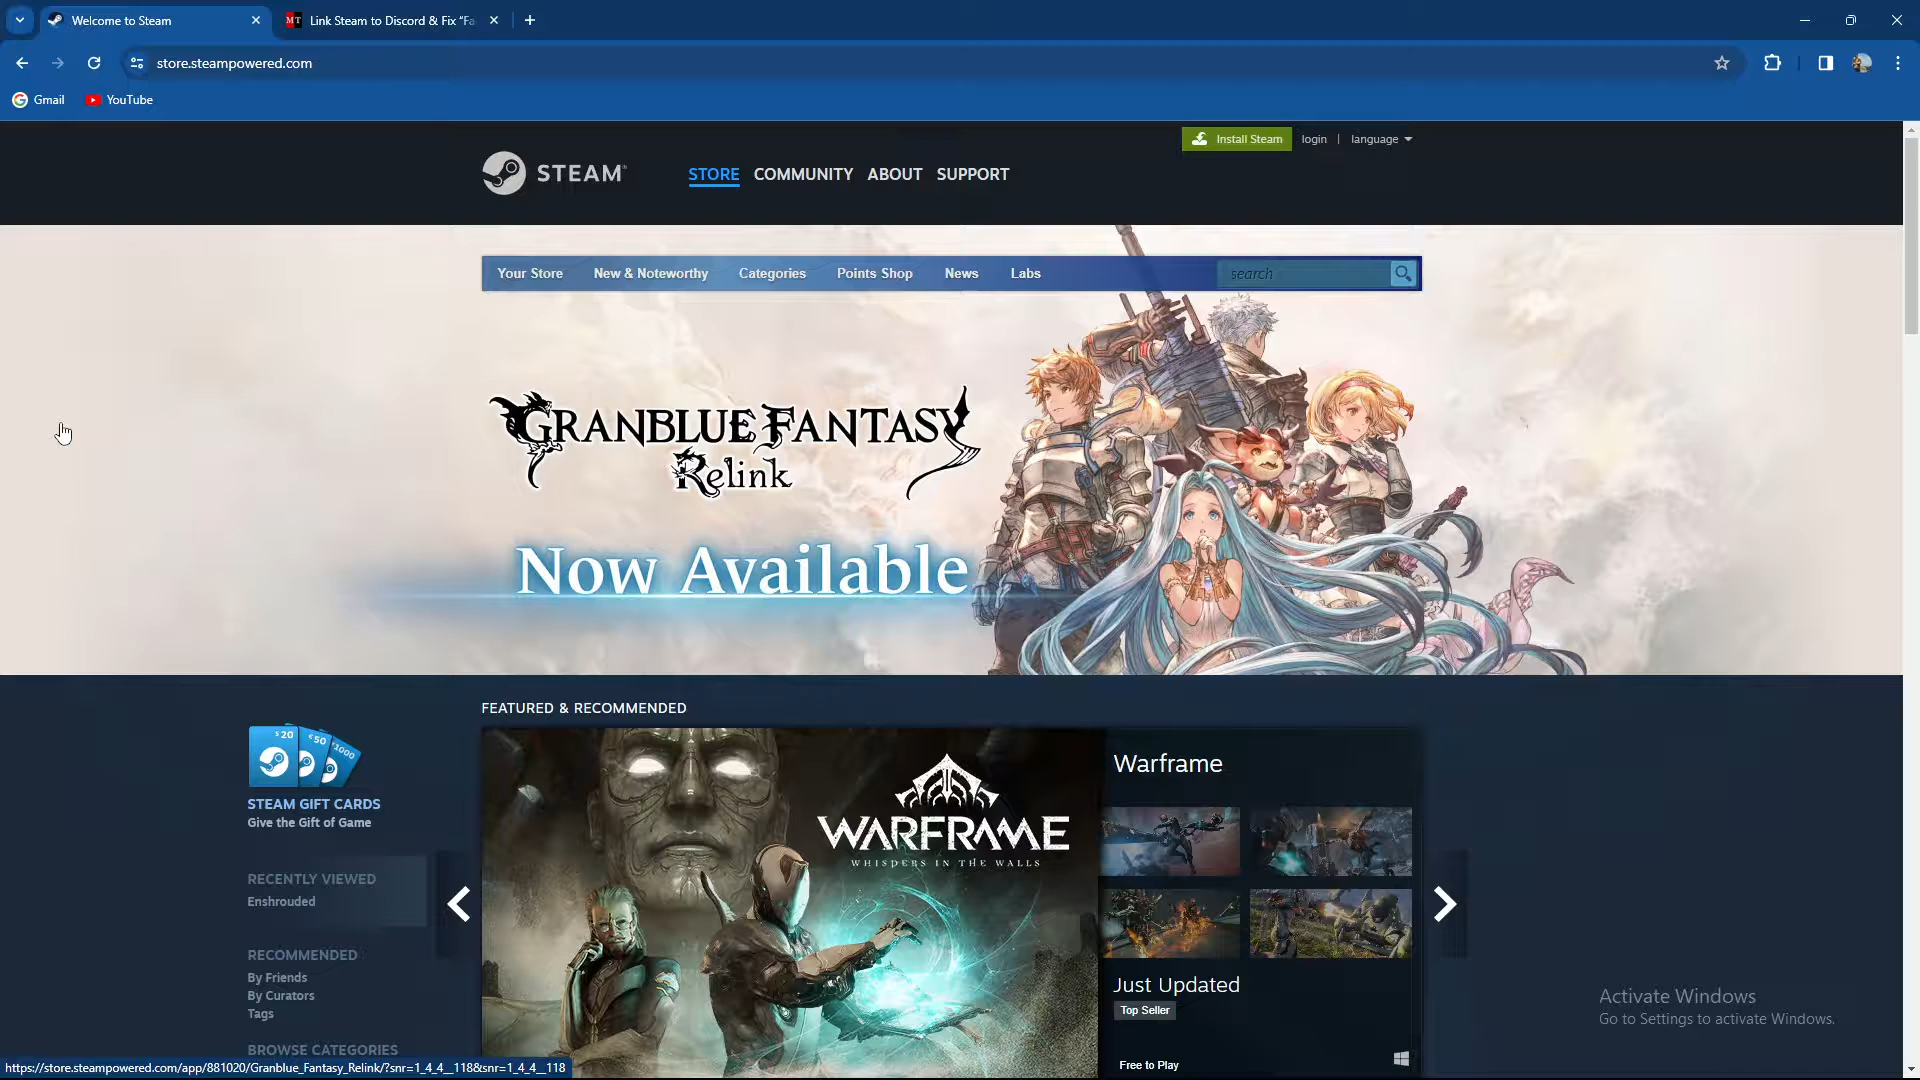 Welcome to Steam
MT Link Steam to Discord & Fix "Fa
store.steampowered.com
Gmail
YouTube
Install Steam
login | language
STEAM
STORE COMMUNITY ABOUT SUPPORT
Your Store New & Noteworthy Categories Points Shop News Labs
search
GRANBLUE FANTASY
Relink
Now Available
FEATURED & RECOMMENDED
$20 €50 1000
STEAM GIFT CARDS
Give the Gift of Game
RECENTLY VIEWED
Enshrouded
RECOMMENDED
By Friends
By Curators
Tags
BROWSE CATEGORIES
WARFRAME
WHISPERS IN THE WALLS
Warframe
Just Updated
Top Seller
Free to Play
Activate Windows
Go to Settings to activate Windows.
https://store.steampowered.com/app/881020/Granblue_Fantasy_Relink/?snr=1_4_4__118&snr=1_4_4__118